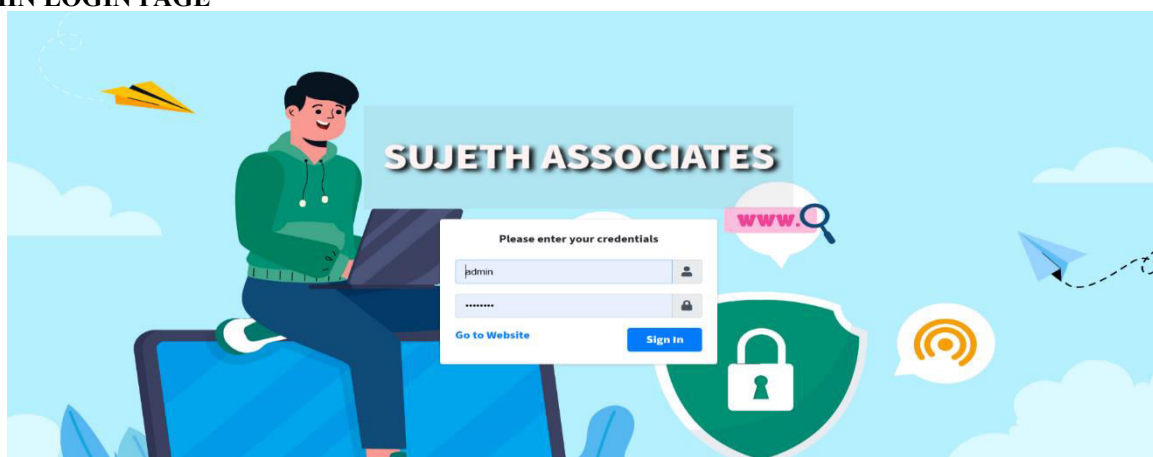 LOGIN PAGE
SUJETH ASSOCIATES
www.
Please enter your credentials
admin
••••••••
Go to Website
Sign In